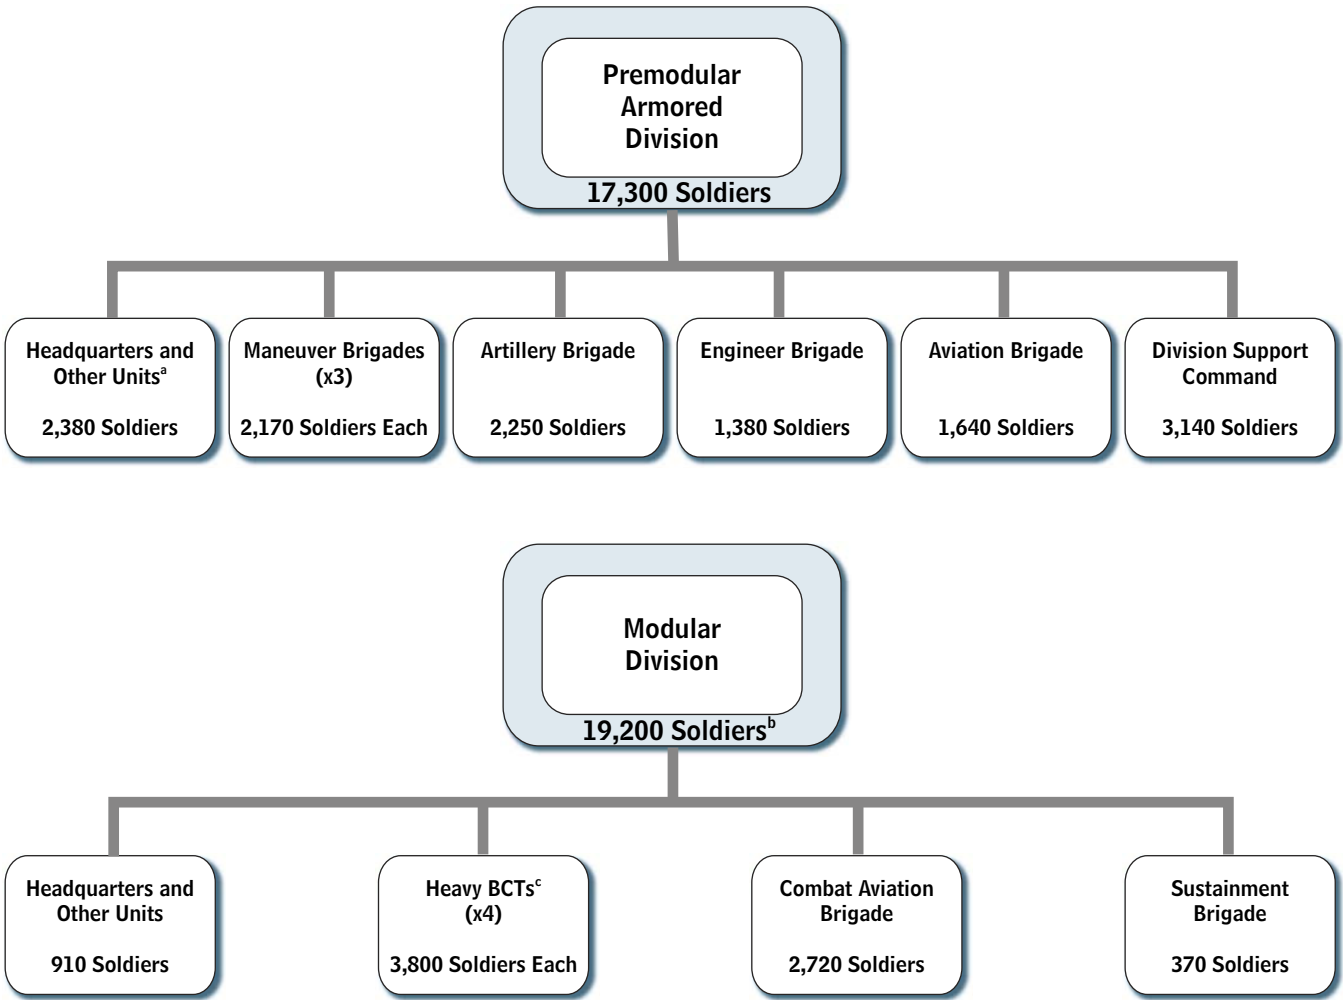 Premodular
Armored
Division
17,300 Soldiers
Headquarters and
Other Unitsa
2,380 Soldiers
Maneuver Brigades
(x3)
2,170 Soldiers Each
Artillery Brigade
2,250 Soldiers
Engineer Brigade
1,380 Soldiers
Aviation Brigade
1,640 Soldiers
Division Support
Command
3,140 Soldiers
Modular
Division
19,200 Soldiersb
Headquarters and
Other Units
910 Soldiers
Heavy BCTsc
(x4)
3,800 Soldiers Each
Combat Aviation
Brigade
2,720 Soldiers
Sustainment
Brigade
370 Soldiers